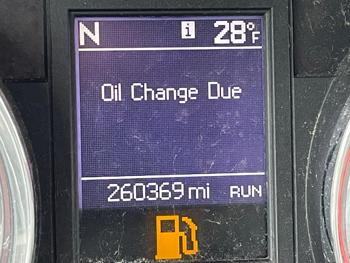 N i 28°F
Oil Change Due
260369 mi RUN